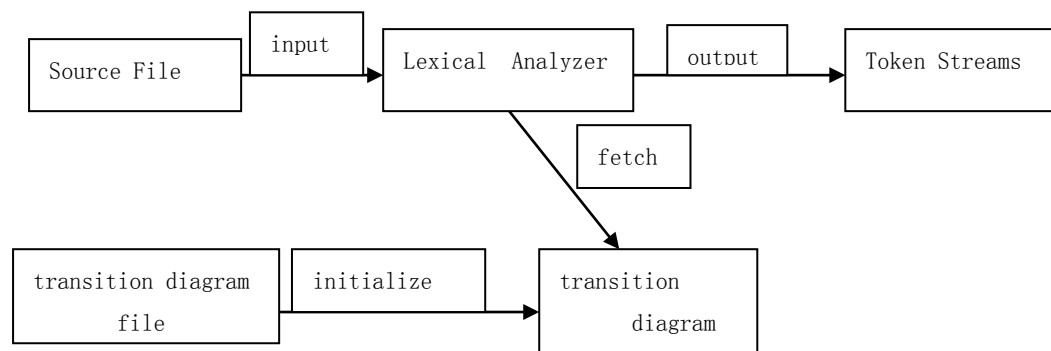 input
Source File
Lexical Analyzer
output
Token Streams
fetch
transition diagram
file
initialize
transition
diagram